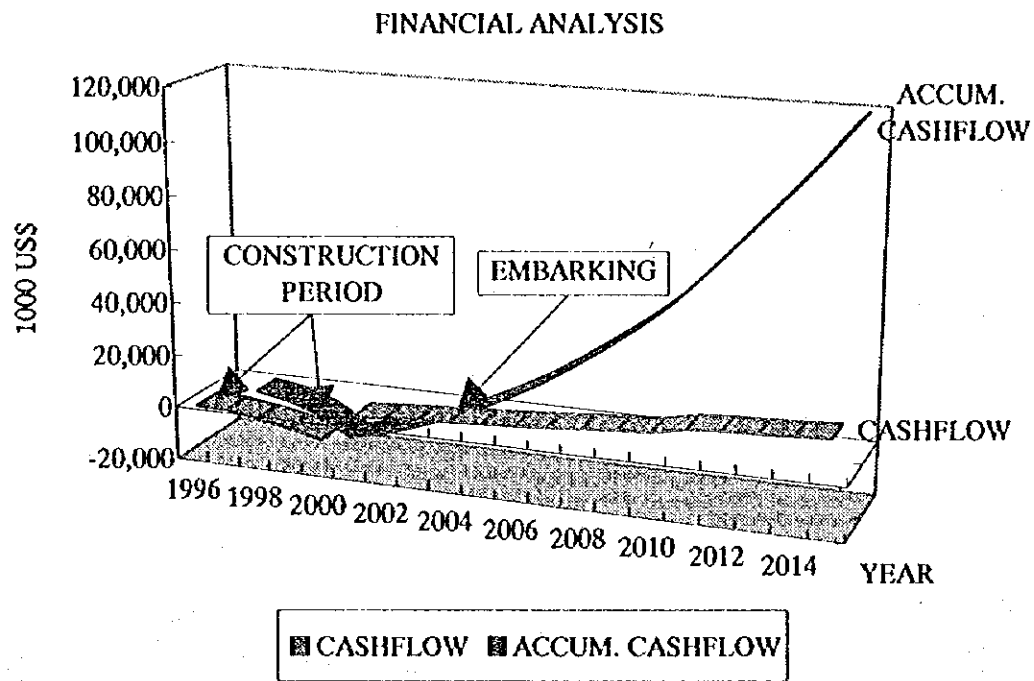 FINANCIAL ANALYSIS
120,000
100,000
80,000
60,000
40,000
20,000
0
-20,000
1000 US$
CONSTRUCTION
PERIOD
EMBARKING
ACCUM.
CASHFLOW
CASHFLOW
1996 1998 2000 2002 2004 2006 2008 2010 2012 2014
YEAR
CASHFLOW ACCUM. CASHFLOW